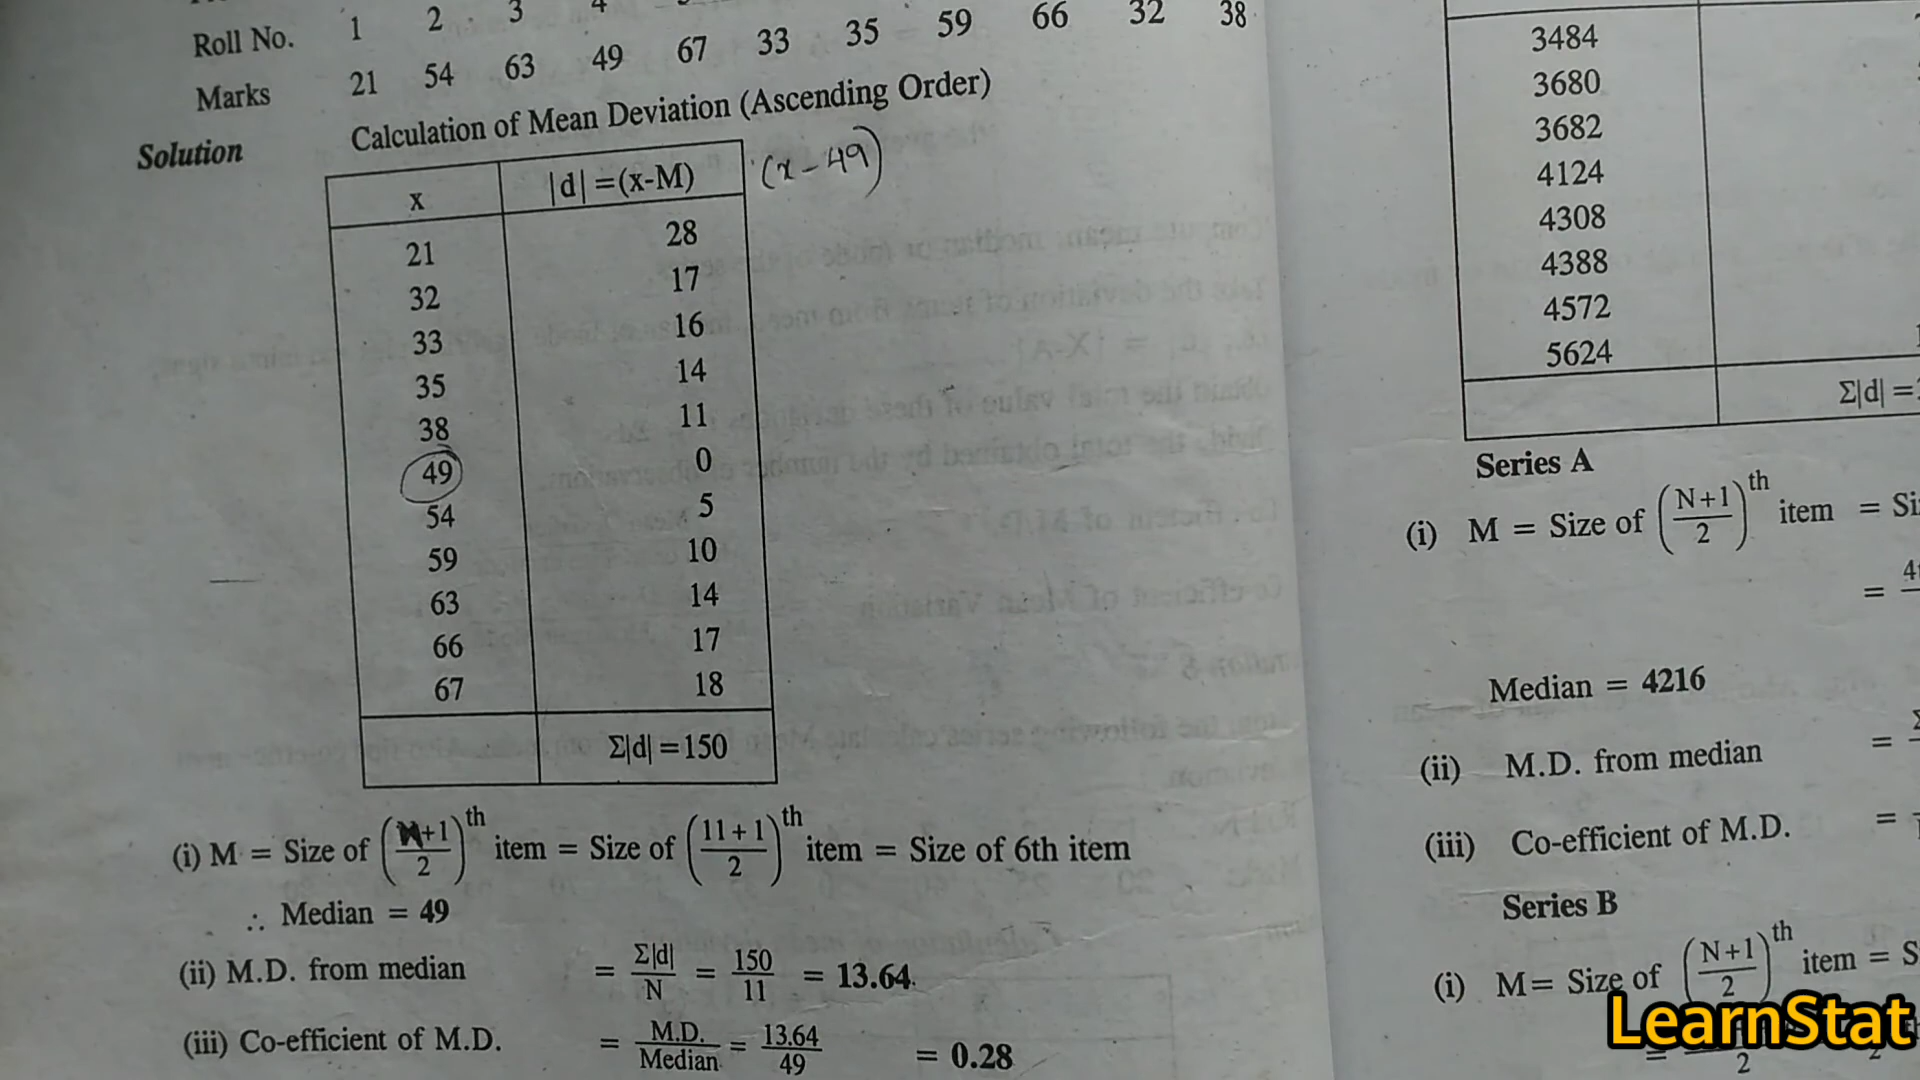 Roll No. 1 2 3 4
Marks 21 54 63 49 67 33 35 59 66 32 38
Solution Calculation of Mean Deviation (Ascending Order)
x |d| =(x-M) (x-49)
21 28
32 17
33 16
35 14
38 11
49 0
54 5
59 10
63 14
66 17
67 18
Σ|d| =150
(i) M = Size of (N+1/2)th item = Size of (11+1/2)th item = Size of 6th item
∴ Median = 49
(ii) M.D. from median = Σ|d|/N = 150/11 = 13.64.
(iii) Co-efficient of M.D. = M.D./Median = 13.64/49 = 0.28
3484
3680
3682
4124
4308
4388
4572
5624
Σ|d| =
Series A
(i) M = Size of (N+1/2)th item =
=
Median = 4216
(ii) M.D. from median =
(iii) Co-efficient of M.D. =
Series B
(i) M= Size of (N+1/2)th item =
LearnStat